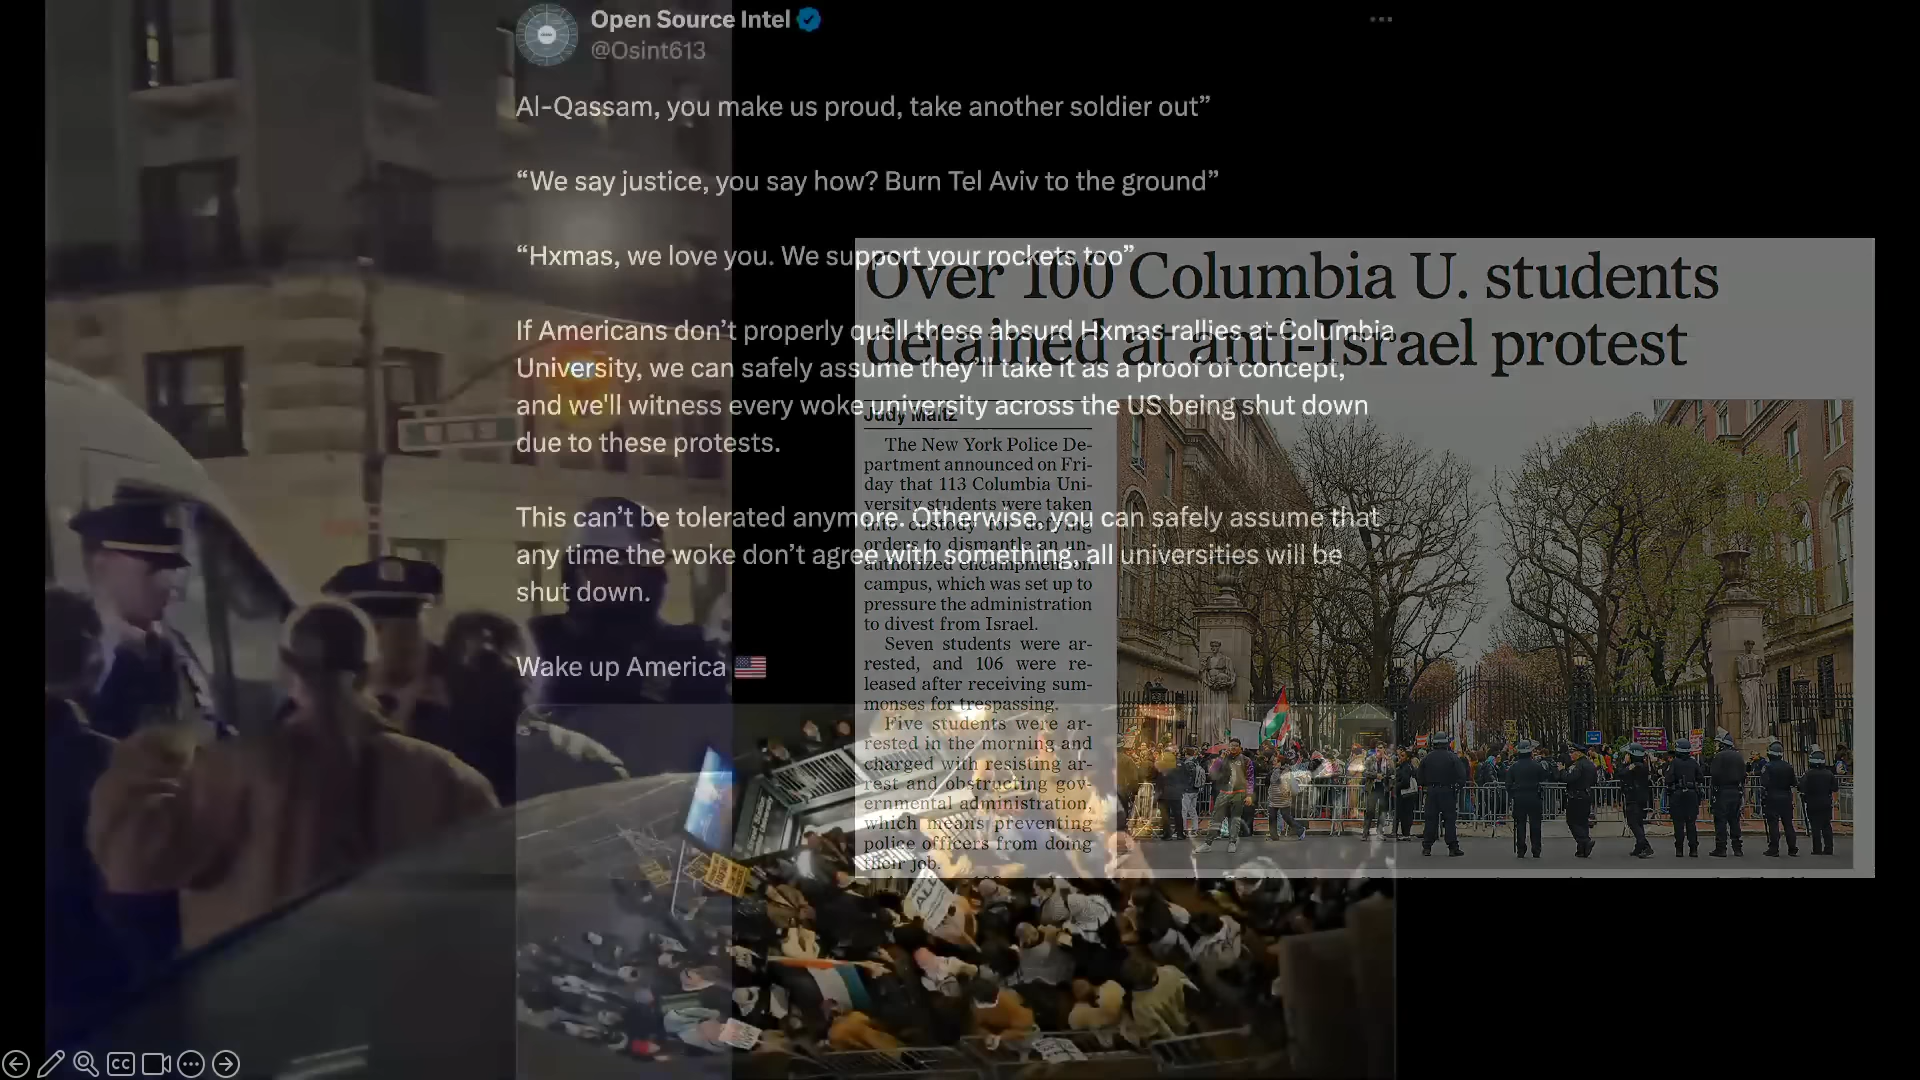 Open Source Intel
@Osint613
Al-Qassam, you make us proud, take another soldier out”
“We say justice, you say how? Burn Tel Aviv to the ground”
“Hxmas, we love you. We support your rockets too”
If Americans don’t properly quell these absurd Hxmas rallies at Columbia
University, we can safely assume they’ll take it as a proof of concept,
and we'll witness every woke university across the US being shut down
due to these protests.
This can’t be tolerated anymore. Otherwise, you can safely assume that
any time the woke don’t agree with something, all universities will be
shut down.
Wake up America
Over 100 Columbia U. students
detained at anti-Israel protest
Judy Maltz
The New York Police De-
partment announced on Fri-
day that 113 Columbia Uni-
versity students were taken
into custody for defying
orders to dismantle an un-
authorized encampment on
campus, which was set up to
pressure the administration
to divest from Israel.
Seven students were ar-
rested, and 106 were re-
leased after receiving sum-
monses for trespassing.
Five students were ar-
rested in the morning and
charged with resisting ar-
rest and obstructing gov-
ernmental administration,
which means preventing
police officers from doing
their job.
CC